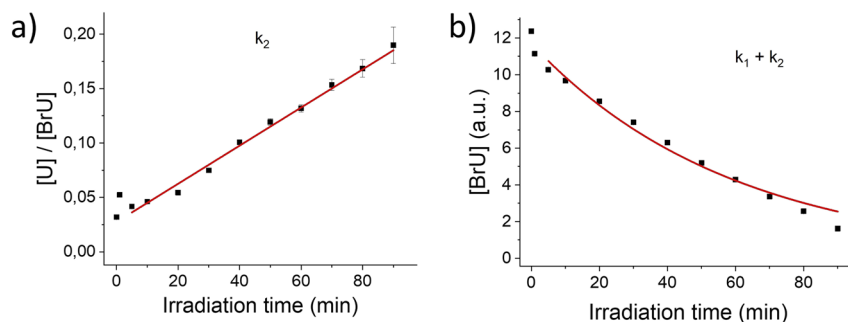 a)
k₂
[U] / [BrU]
0,20
0,15
0,10
0,05
0,00
0 20 40 60 80
Irradiation time (min)
b)
k₁ + k₂
[BrU] (a.u.)
12
10
8
6
4
2
0
0 20 40 60 80
Irradiation time (min)